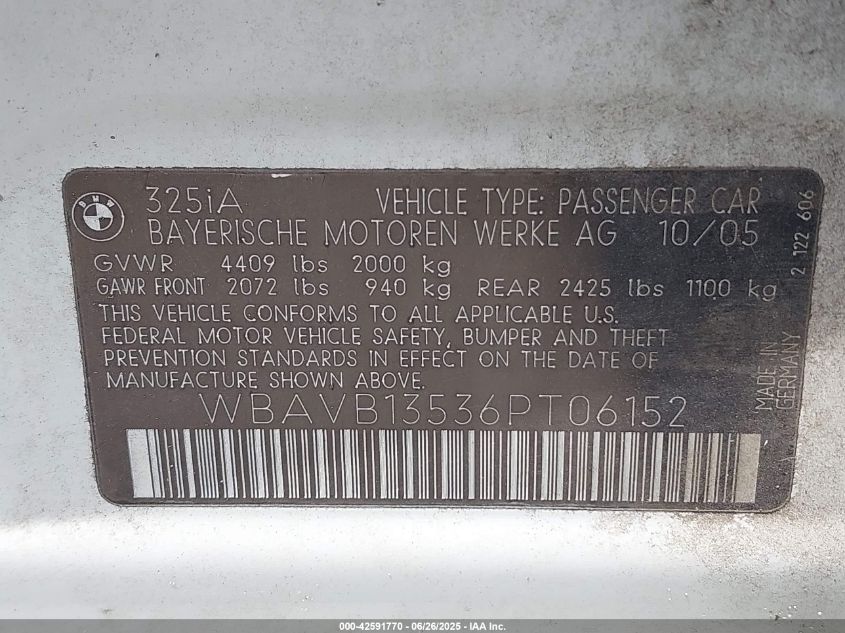 BMW
325iA VEHICLE TYPE: PASSENGER CAR
BAYERISCHE MOTOREN WERKE AG 10/05
GVWR 4409 lbs 2000 kg
GAWR FRONT 2072 lbs 940 kg REAR 2425 lbs 1100 kg
THIS VEHICLE CONFORMS TO ALL APPLICABLE U.S.
FEDERAL MOTOR VEHICLE SAFETY, BUMPER AND THEFT
PREVENTION STANDARDS IN EFFECT ON THE DATE OF
MANUFACTURE SHOWN ABOVE.
WBAVB13536PT06152
MADE IN
GERMANY
2 122 606
000-42591770 - 06/26/2025 - IAA Inc.